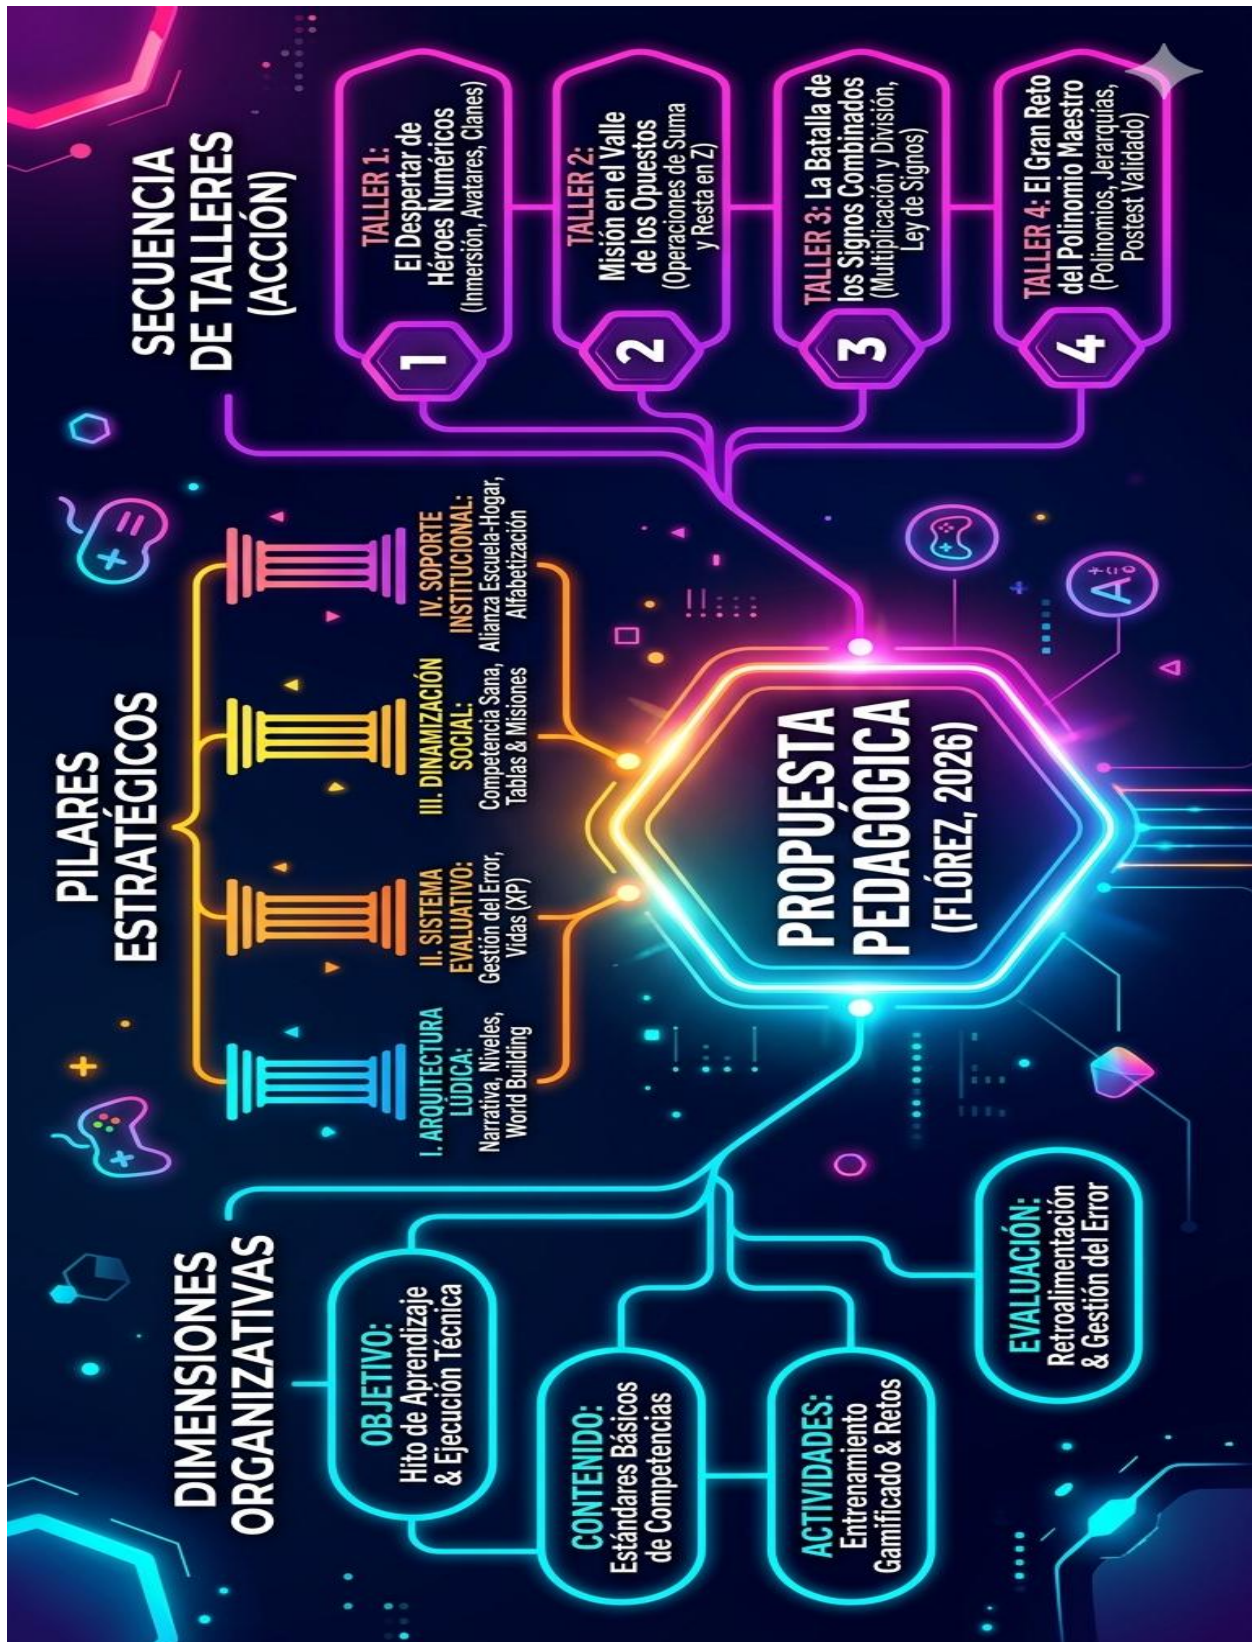 DIMENSIONES
ORGANIZATIVAS
OBJETIVO:
Hito de Aprendizaje
& Ejecución Técnica
CONTENIDO:
Estándares Básicos
de Competencias
ACTIVIDADES:
Entrenamiento
Gamificado & Retos
EVALUACIÓN:
Retroalimentación
& Gestión del Error
PILARES
ESTRATÉGICOS
I. ARQUITECTURA
LÚDICA:
Narrativa, Niveles,
World Building
II. SISTEMA
EVALUATIVO:
Gestión del Error,
Vidas (XP)
III. DINAMIZACIÓN
SOCIAL:
Competencia Sana,
Tablas & Misiones
IV. SOPORTE
INSTITUCIONAL:
Alianza Escuela-Hogar,
Alfabetización
PROPUESTA
PEDAGÓGICA
(FLÓREZ, 2026)
A
SECUENCIA
DE TALLERES
(ACCIÓN)
1
TALLER 1:
El Despertar de
Héroes Numéricos
(Inmersión, Avatares, Clanes)
2
TALLER 2:
Misión en el Valle
de los Opuestos
(Operaciones de Suma
y Resta en Z)
3
TALLER 3: La Batalla de
los Signos Combinados
(Multiplicación y División,
Ley de Signos)
4
TALLER 4: El Gran Reto
del Polinomio Maestro
(Polinomios, Jerarquías,
Postest Validado)